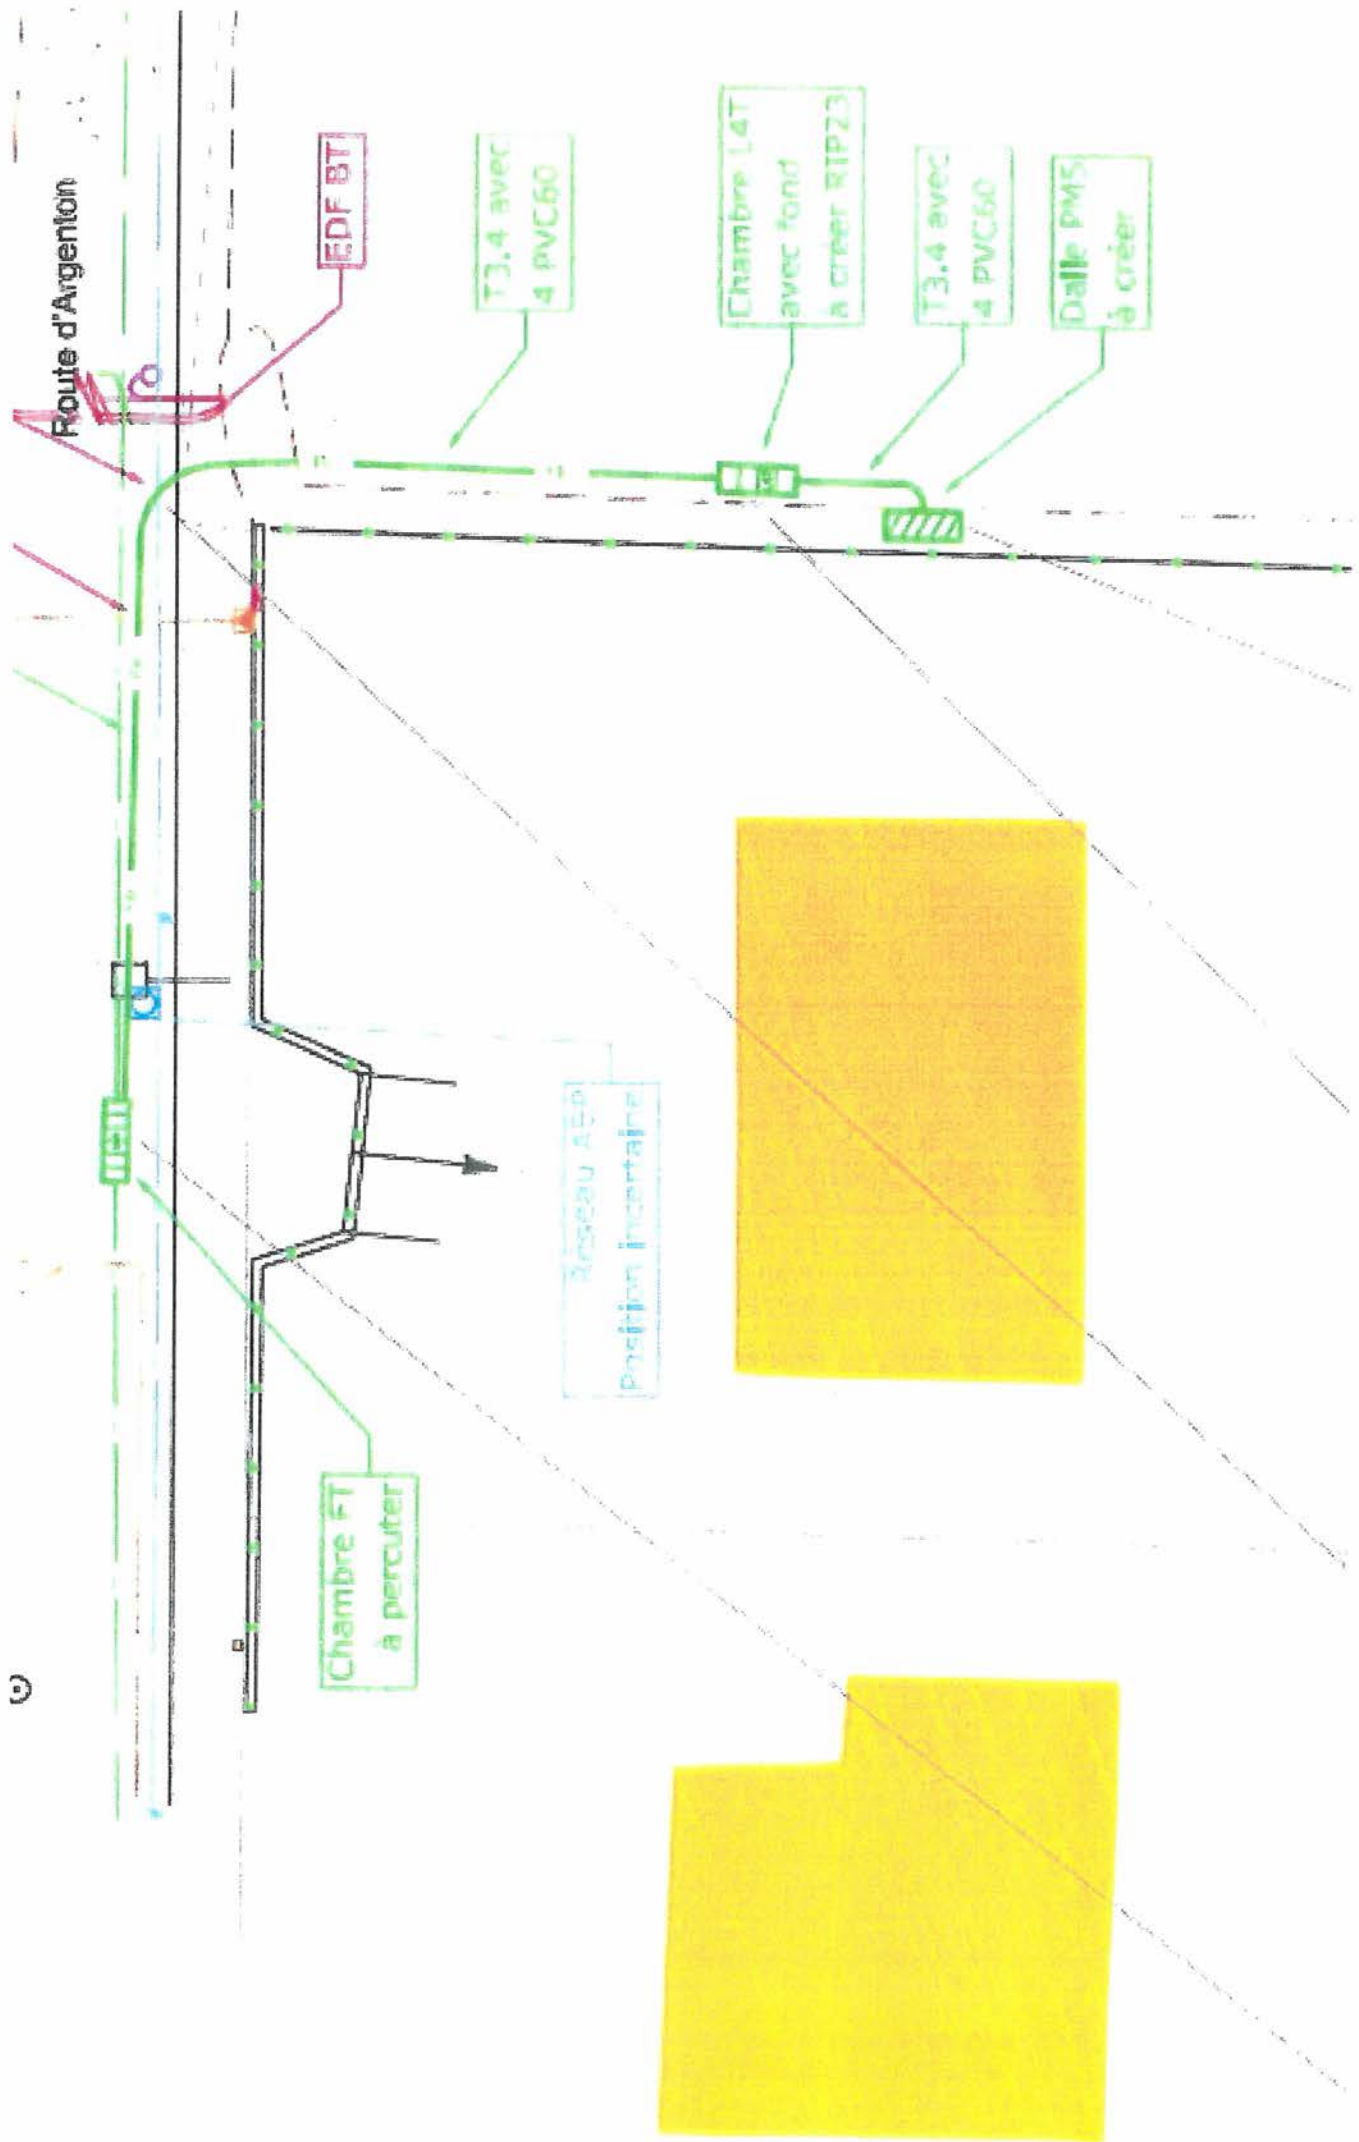 Route d'Argenton
EDF BT
T3.4 avec
4 PVC60
Chambre L4T
avec fond
à créer RIP23
T3.4 avec
4 PVC60
Dalle PM5
à créer
Réseau AEP
Position incertaine
Chambre FT
à percuter